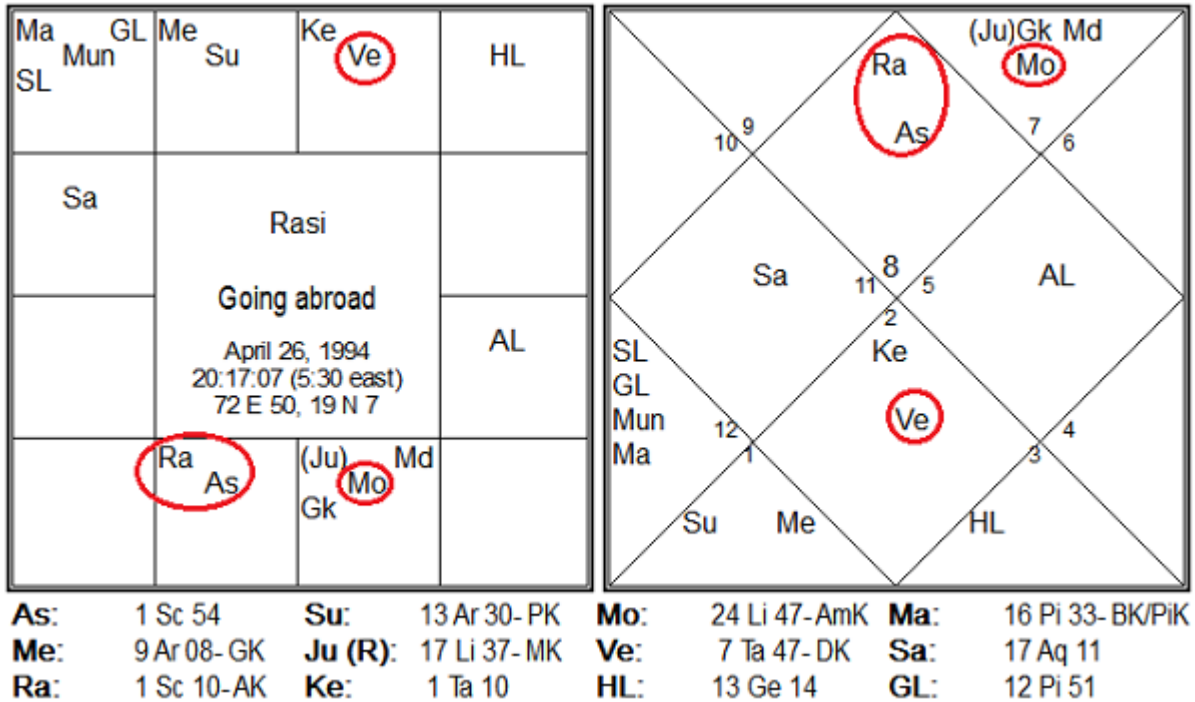 Ma GL
Mun
SL
Me
Su
Ke
Ve
HL
Sa
Rasi
Going abroad
April 26, 1994
20:17:07 (5:30 east)
72 E 50, 19 N 7
AL
Ra
As
(Ju) Md
Mo
Gk
(Ju)Gk Md
Mo
Ra
As
9
10
7
6
Sa
8
11
5
2
AL
Ke
Ve
SL
GL
Mun
Ma
12
1
4
3
Su Me
HL
As: 1 Sc 54 Su: 13 Ar 30- PK Mo: 24 Li 47-AmK Ma: 16 Pi 33- BK/PiK
Me: 9 Ar 08- GK Ju (R): 17 Li 37- MK Ve: 7 Ta 47- DK Sa: 17 Aq 11
Ra: 1 Sc 10- AK Ke: 1 Ta 10 HL: 13 Ge 14 GL: 12 Pi 51